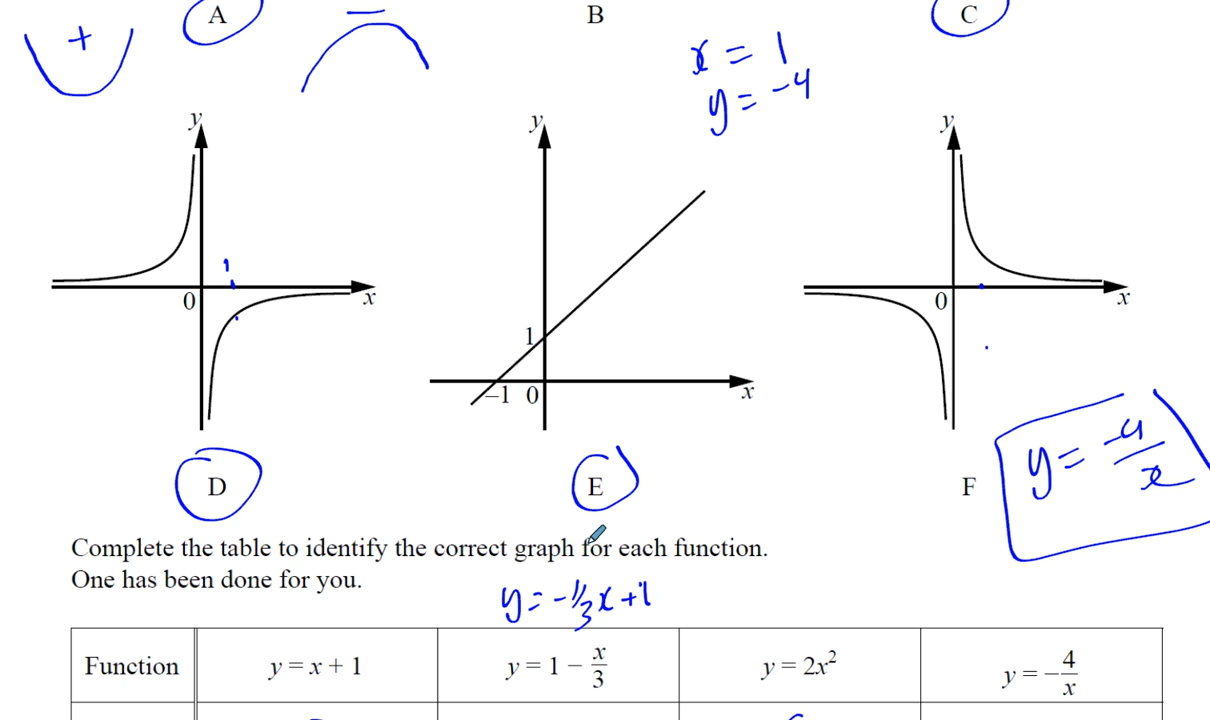 A B C
+ −
x = 1
y = -4
y y y
1
0 x 1 0 x
–1 0 x
D E F
y = -4/x
Complete the table to identify the correct graph for each function.
One has been done for you.
y = -1/3x + 1
Function y = x + 1 y = 1 − x/3 y = 2x² y = −4/x